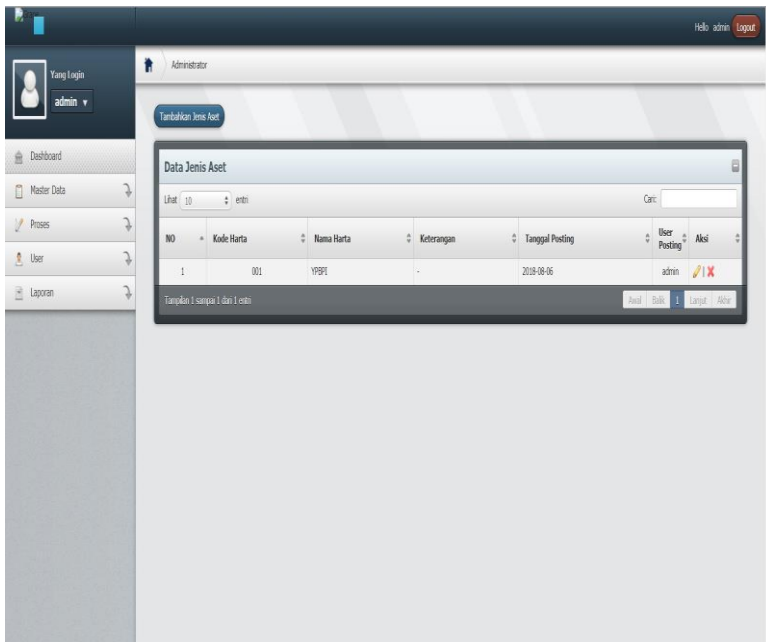 Hello admin Logout
Yang Login
admin
Administrator
Tambahkan Jenis Aset
Dashboard
Master Data
Proses
User
Laporan
Data Jenis Aset
Lihat 10 entri
Cari:
NO Kode Harta Nama Harta Keterangan Tanggal Posting User Posting Aksi
1 001 YPBPI - 2018-08-06 admin |
Tampilan 1 sampai 1 dari 1 entri
Awal Balik 1 Lanjut Akhir